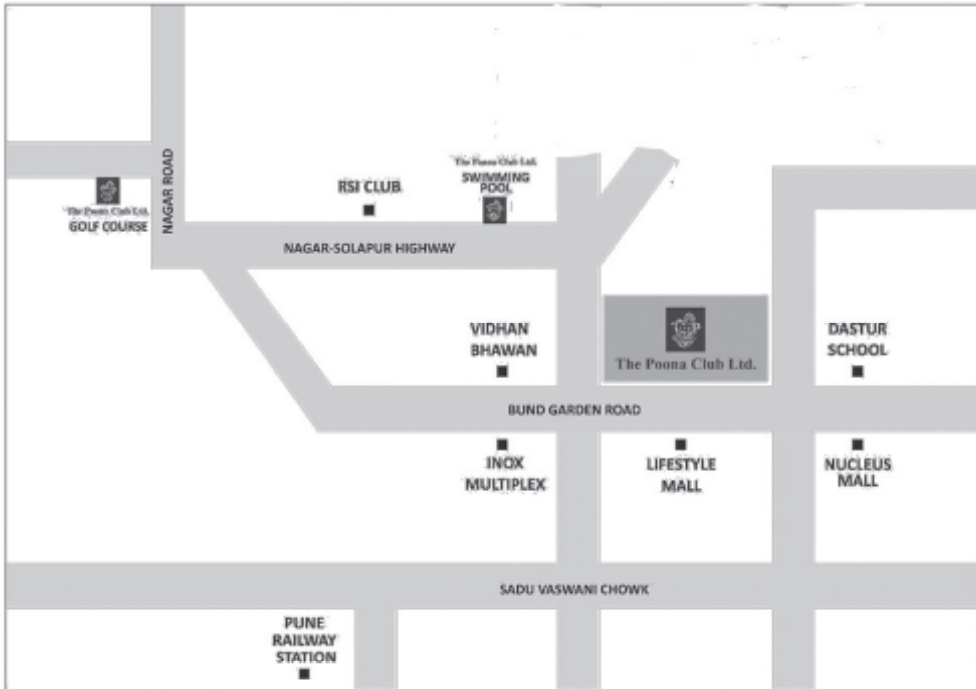 NAGAR ROAD
The Poona Club Ltd.
GOLF COURSE
RSI CLUB
The Poona Club Ltd.
SWIMMING
POOL
NAGAR-SOLAPUR HIGHWAY
VIDHAN
BHAWAN
The Poona Club Ltd.
DASTUR
SCHOOL
BUND GARDEN ROAD
INOX
MULTIPLEX
LIFESTYLE
MALL
NUCLEUS
MALL
SADU VASWANI CHOWK
PUNE
RAILWAY
STATION